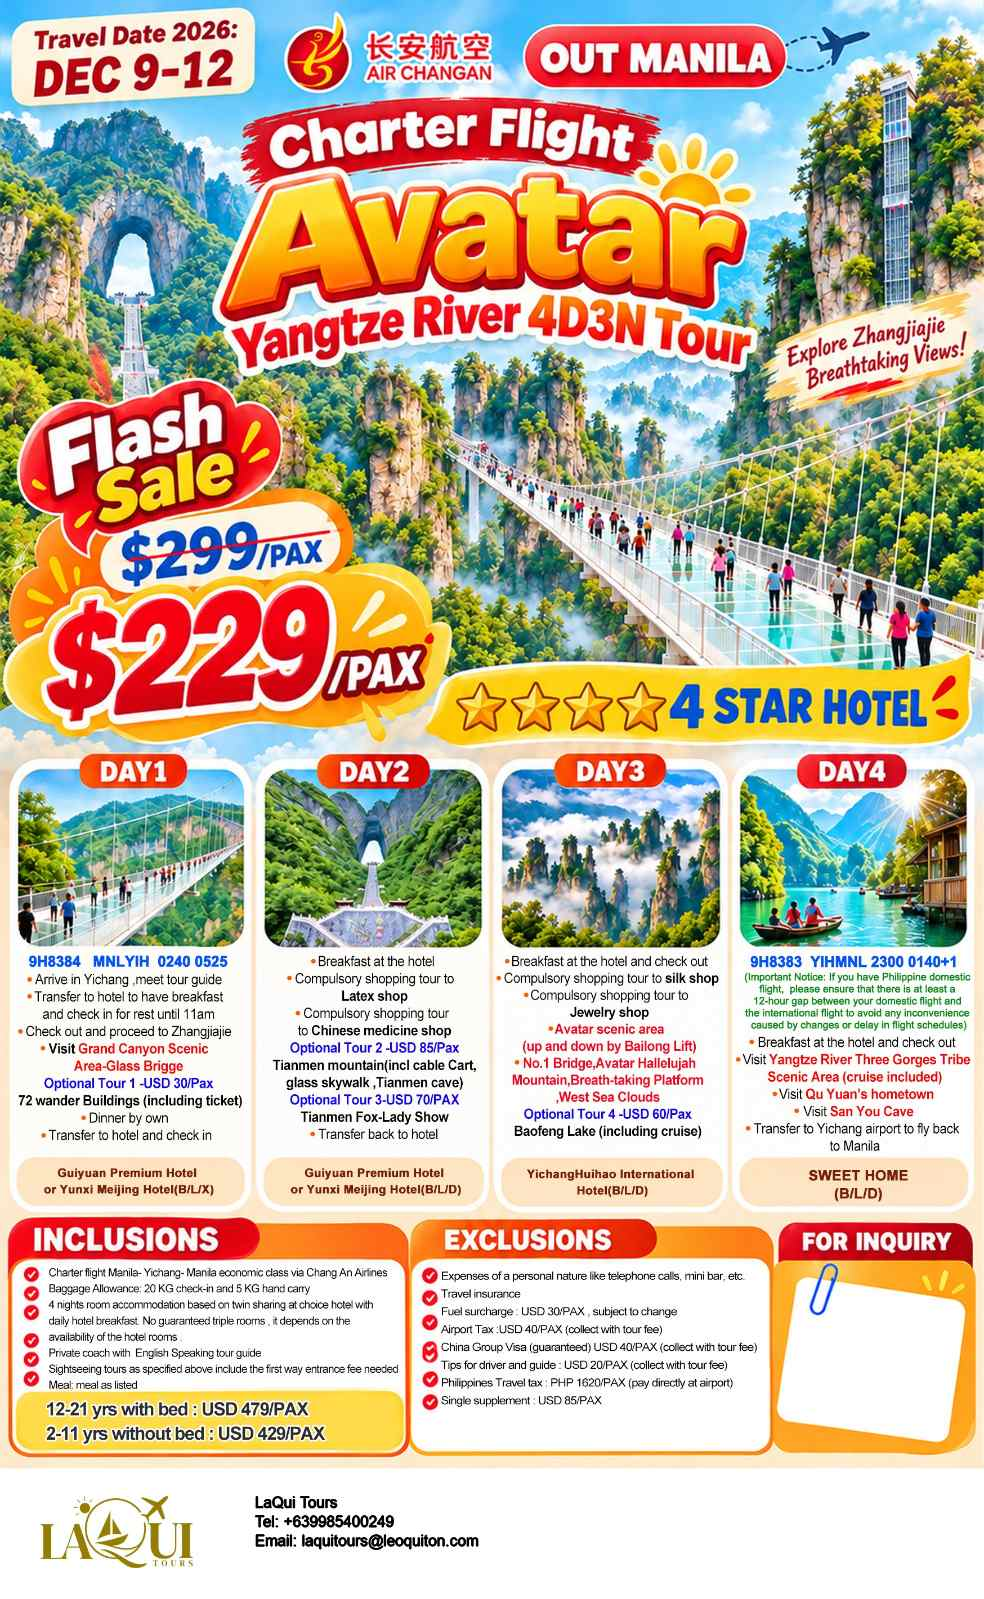 Travel Date 2026:
DEC 9-12
长安航空
AIR CHANGAN
OUT MANILA
Charter Flight
Avatar
Yangtze River 4D3N Tour
Explore Zhangjiajie
Breathtaking Views!
Flash
Sale
$299/PAX
$229/PAX
4 STAR HOTEL
DAY1
9H8384 MNLYIH 0240 0525
• Arrive in Yichang ,meet tour guide
• Transfer to hotel to have breakfast
and check in for rest until 11am
• Check out and proceed to Zhangjiajie
• Visit Grand Canyon Scenic
Area-Glass Brigge
Optional Tour 1 -USD 30/Pax
72 wander Buildings (including ticket)
• Dinner by own
• Transfer to hotel and check in
Guiyuan Premium Hotel
or Yunxi Meijing Hotel(B/L/X)
DAY2
• Breakfast at the hotel
• Compulsory shopping tour to
Latex shop
• Compulsory shopping tour
to Chinese medicine shop
Optional Tour 2 -USD 85/Pax
Tianmen mountain(incl cable Cart,
glass skywalk ,Tianmen cave)
Optional Tour 3-USD 70/PAX
Tianmen Fox-Lady Show
• Transfer back to hotel
Guiyuan Premium Hotel
or Yunxi Meijing Hotel(B/L/D)
DAY3
• Breakfast at the hotel and check out
• Compulsory shopping tour to silk shop
• Compulsory shopping tour to
Jewelry shop
• Avatar scenic area
(up and down by Bailong Lift)
• No.1 Bridge,Avatar Hallelujah
Mountain,Breath-taking Platform
,West Sea Clouds
Optional Tour 4 -USD 60/Pax
Baofeng Lake (including cruise)
YichangHuihao International
Hotel(B/L/D)
DAY4
9H8383 YIHMNL 2300 0140+1
(Important Notice: If you have Philippine domestic
flight, please ensure that there is at least a
12-hour gap between your domestic flight and
the international flight to avoid any inconvenience
caused by changes or delay in flight schedules)
• Breakfast at the hotel and check out
• Visit Yangtze River Three Gorges Tribe
Scenic Area (cruise included)
• Visit Qu Yuan's hometown
• Visit San You Cave
• Transfer to Yichang airport to fly back
to Manila
SWEET HOME
(B/L/D)
INCLUSIONS
Charter flight Manila- Yichang- Manila economic class via Chang An Airlines
Baggage Allowance: 20 KG check-in and 5 KG hand carry
4 nights room accommodation based on twin sharing at choice hotel with
daily hotel breakfast. No guaranteed triple rooms , it depends on the
availability of the hotel rooms .
Private coach with English Speaking tour guide
Sightseeing tours as specified above include the first way entrance fee needed
Meal: meal as listed
12-21 yrs with bed : USD 479/PAX
2-11 yrs without bed : USD 429/PAX
EXCLUSIONS
Expenses of a personal nature like telephone calls, mini bar, etc.
Travel insurance
Fuel surcharge : USD 30/PAX , subject to change
Airport Tax :USD 40/PAX (collect with tour fee)
China Group Visa (guaranteed) USD 40/PAX (collect with tour fee)
Tips for driver and guide : USD 20/PAX (collect with tour fee)
Philippines Travel tax : PHP 1620/PAX (pay directly at airport)
Single supplement : USD 85/PAX
FOR INQUIRY
LAQUI
TOURS
LaQui Tours
Tel: +639985400249
Email: laquitours@leoquiton.com